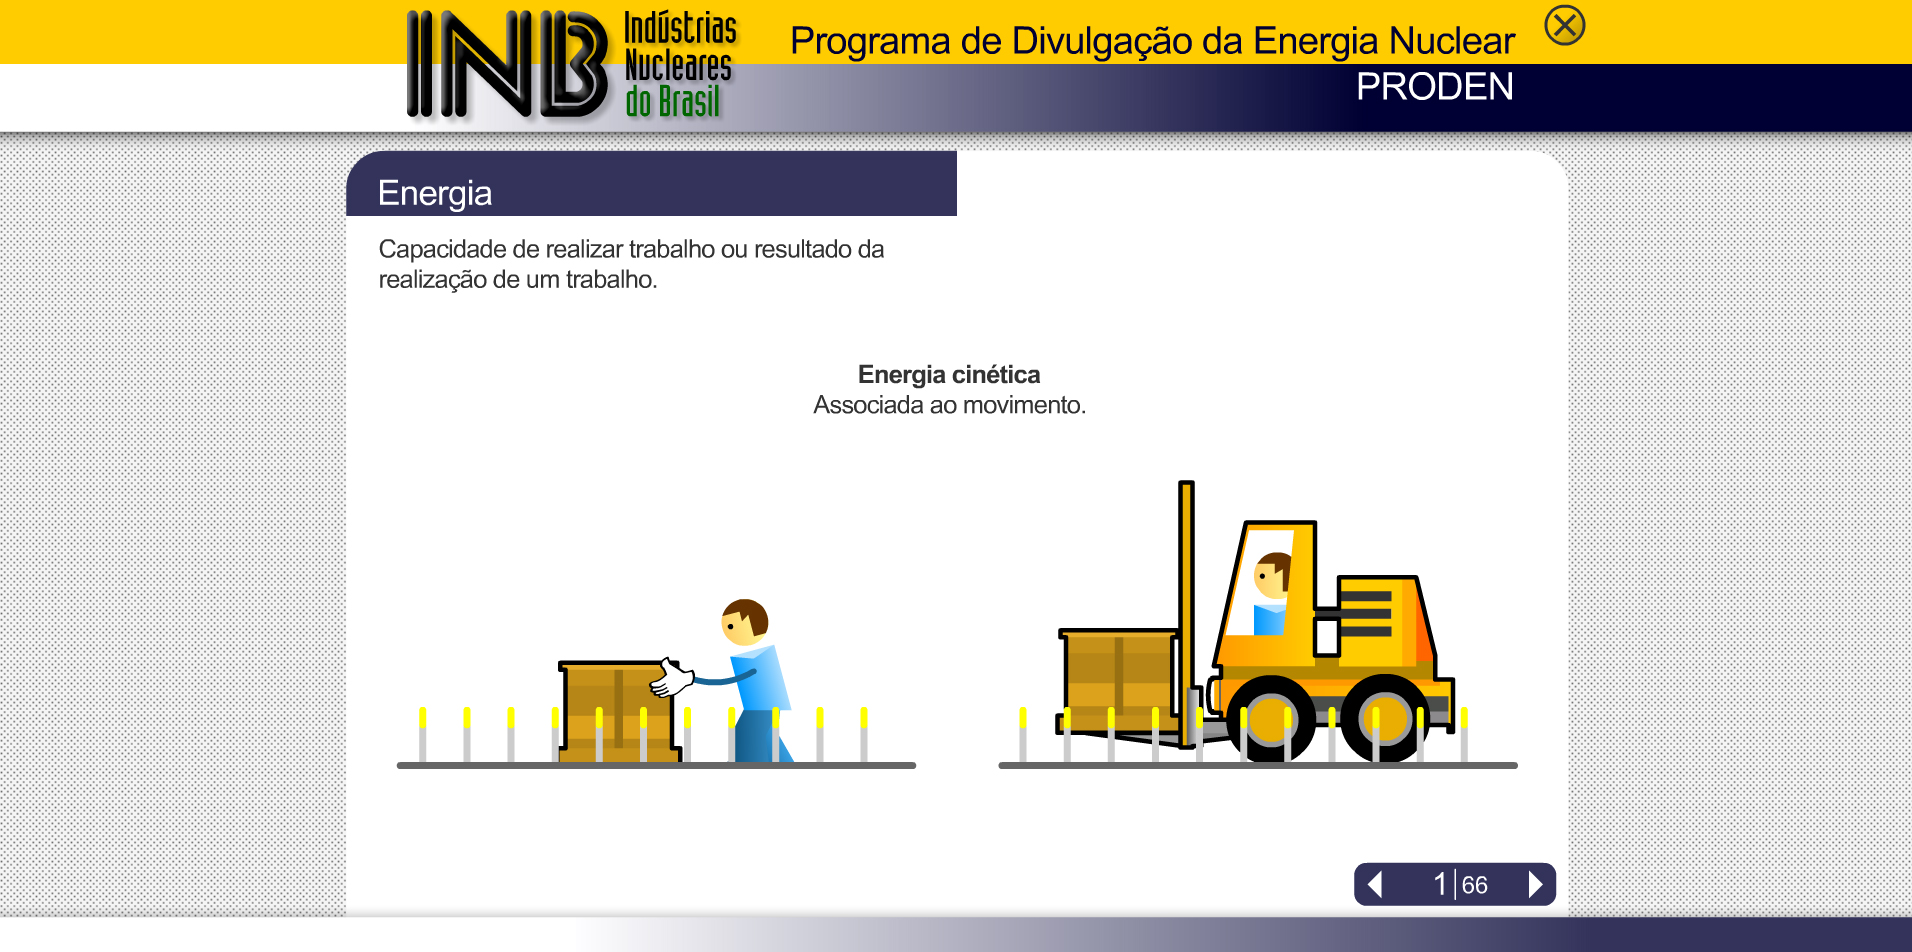 INB
Indústrias
Nucleares
do Brasil
Programa de Divulgação da Energia Nuclear
PRODEN
Energia
Capacidade de realizar trabalho ou resultado da
realização de um trabalho.
Energia cinética
Associada ao movimento.
1 66